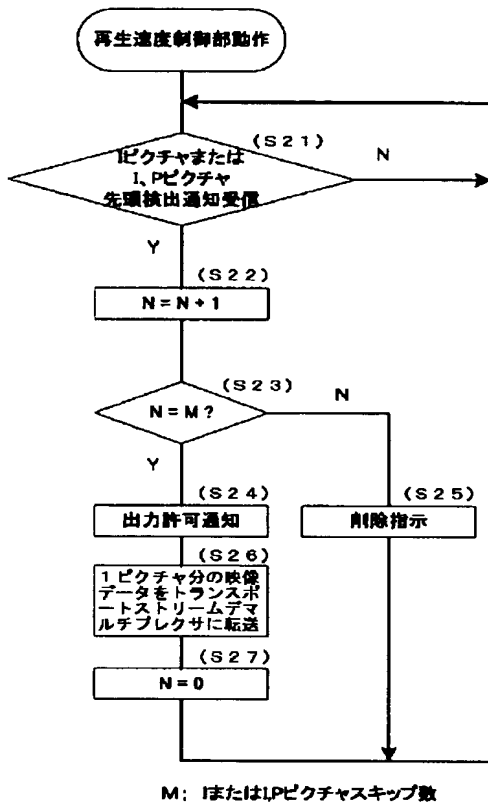 再生速度制御部動作
(S21)
Iピクチャまたは
I、Pピクチャ
先頭検出通知受信
N
Y
(S22)
N=N+1
(S23)
N=M?
N
Y
(S24)
出力許可通知
(S25)
削除指示
(S26)
1ピクチャ分の映像
データをトランスポ
ートストリームデマ
ルチプレクサに転送
(S27)
N=0
M; IまたはI,Pピクチャスキップ数